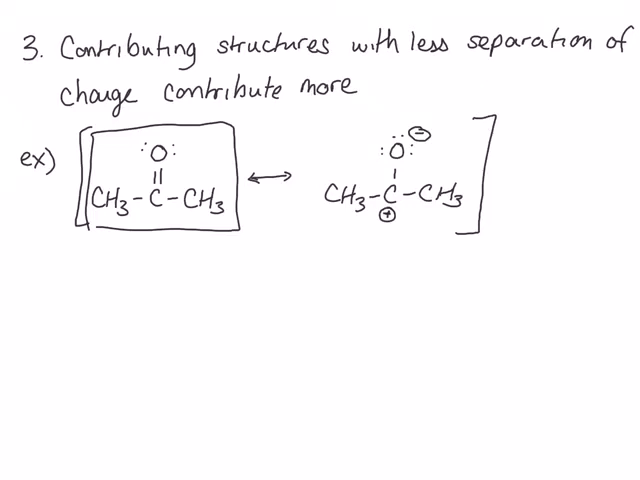 3. Contributing structures with less separation of
charge contribute more
ex)
:O: ↔ :O: ⊖
CH3-C-CH3 CH3-C-CH3
⊕